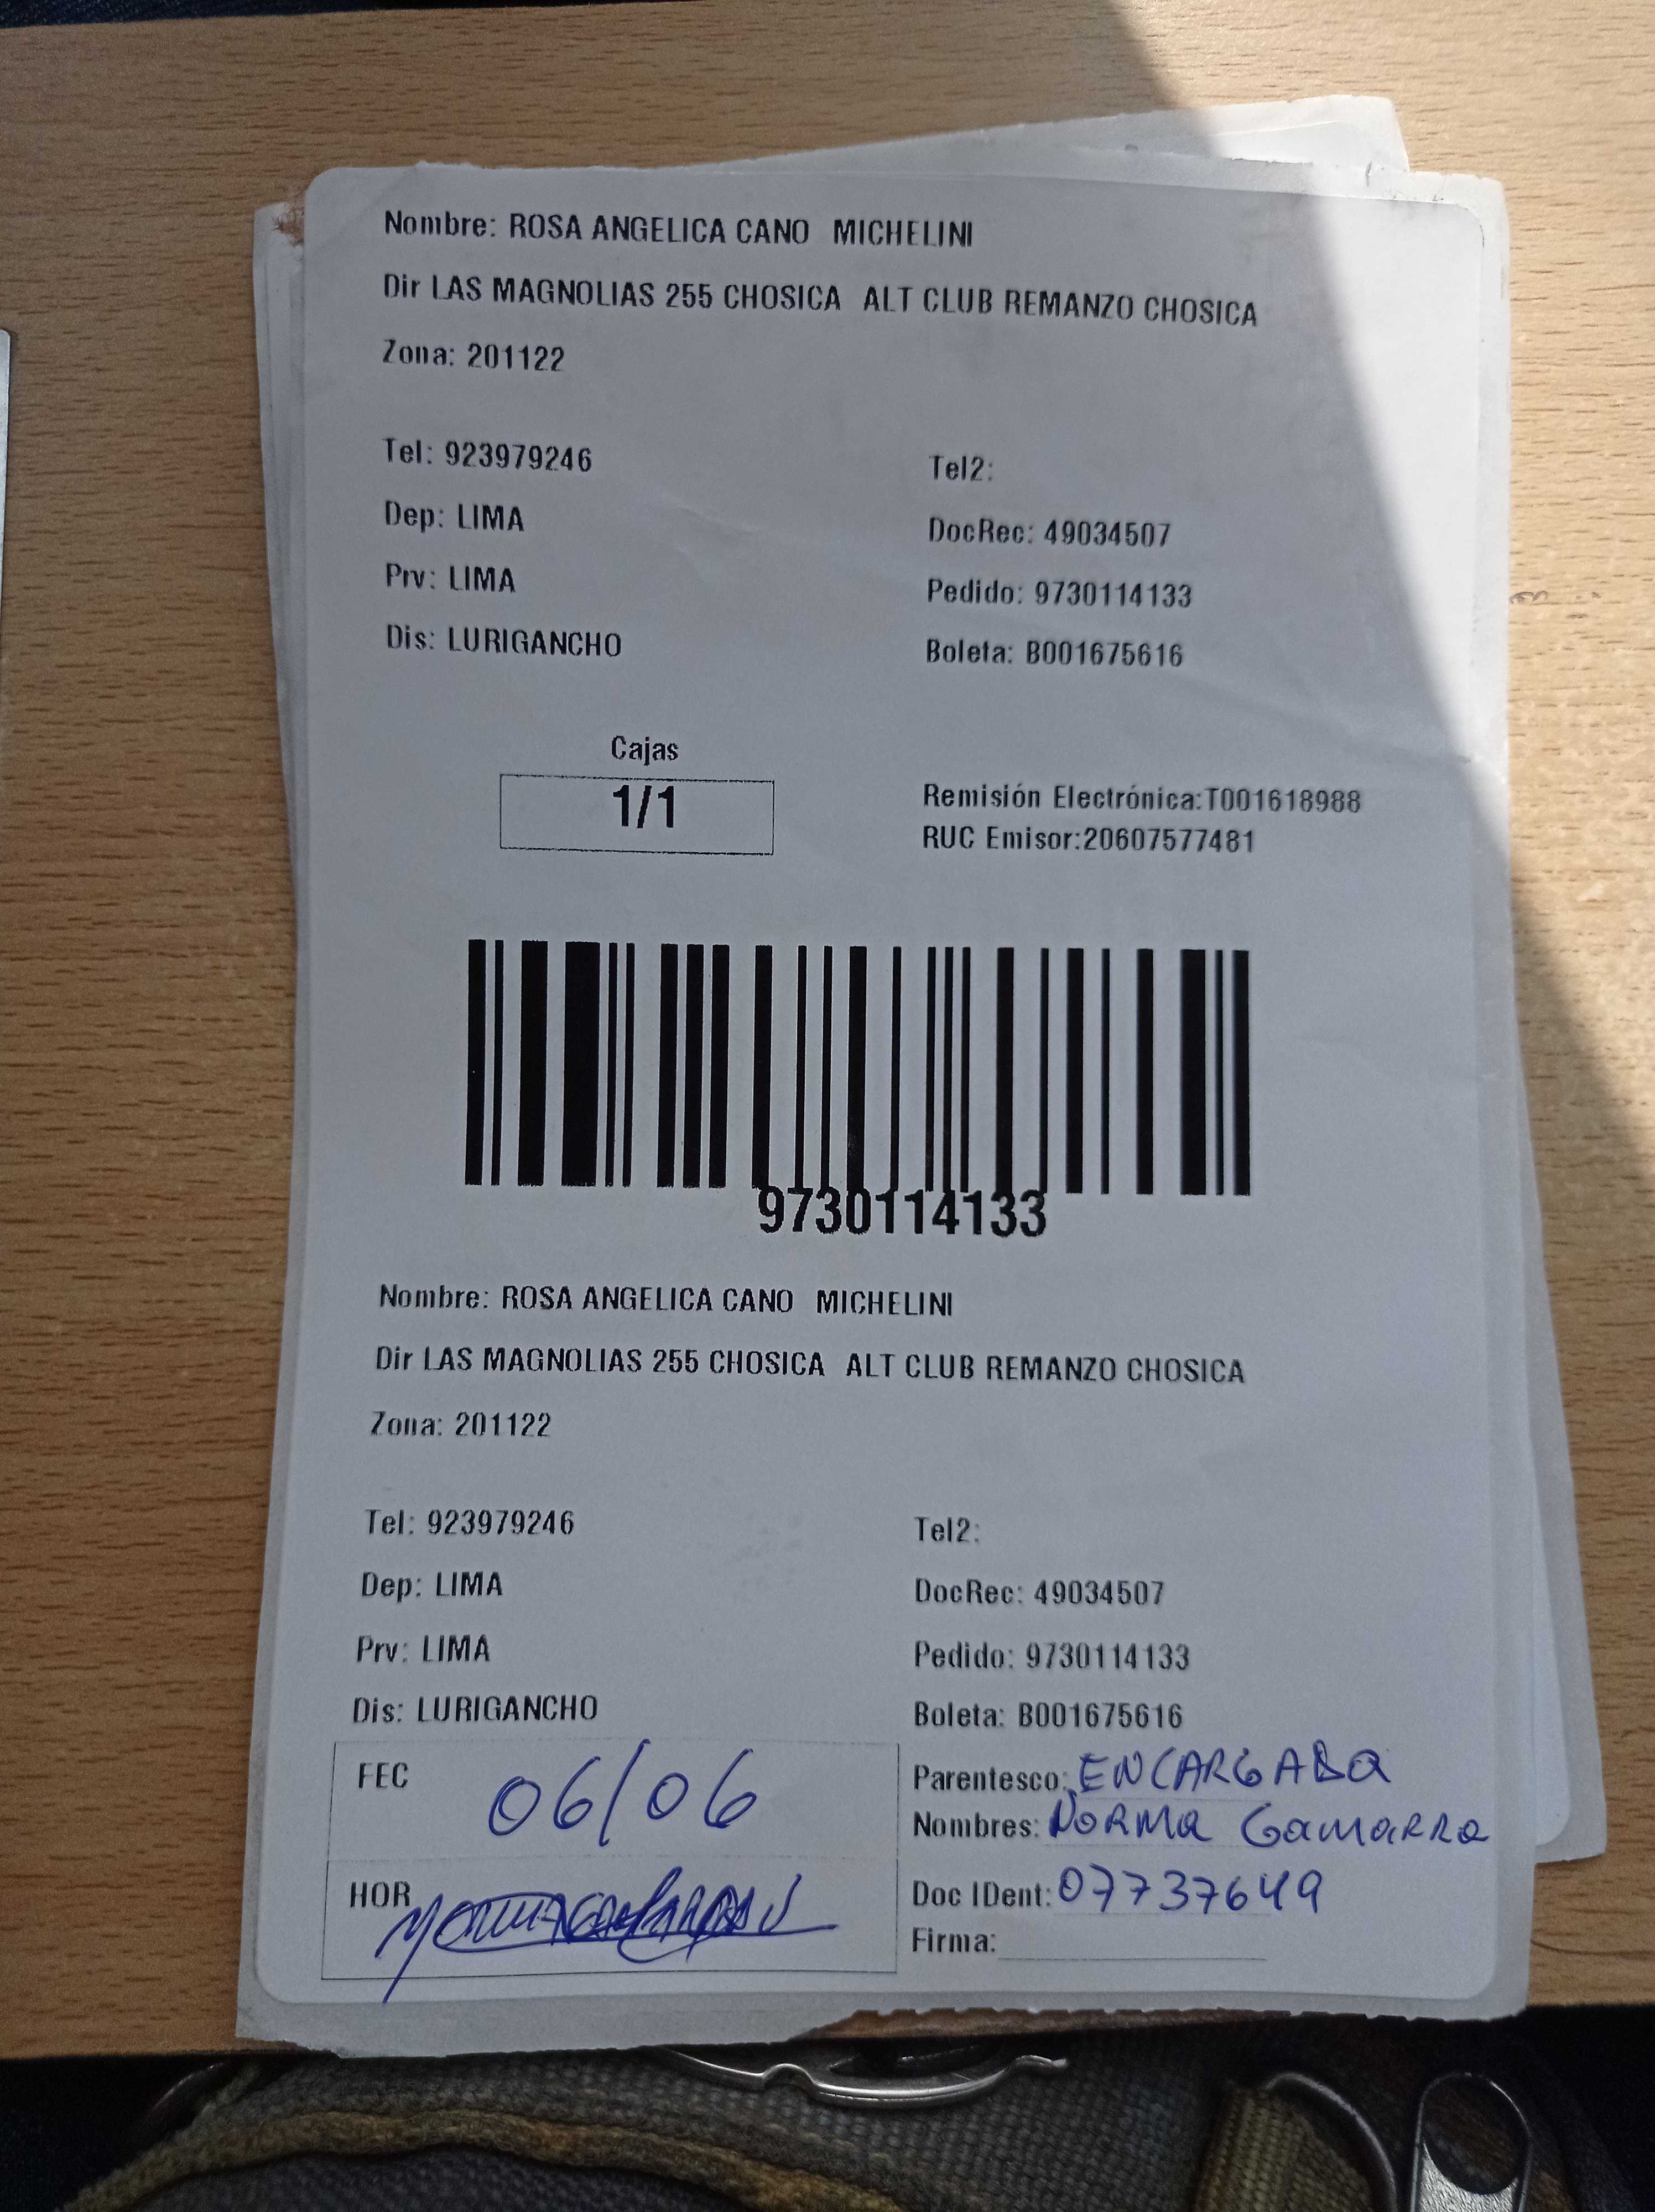 Nombre: ROSA ANGELICA CANO MICHELINI
Dir LAS MAGNOLIAS 255 CHOSICA ALT CLUB REMANZO CHOSICA
Zona: 201122
Tel: 923979246
Tel2:
Dep: LIMA
DocRec: 49034507
Prv: LIMA
Pedido: 9730114133
Dis: LURIGANCHO
Boleta: B001675616
Cajas
1/1
Remisión Electrónica:T001618988
RUC Emisor:20607577481
9730114133
Nombre: ROSA ANGELICA CANO MICHELINI
Dir LAS MAGNOLIAS 255 CHOSICA ALT CLUB REMANZO CHOSICA
Zona: 201122
Tel: 923979246
Tel2:
Dep: LIMA
DocRec: 49034507
Prv: LIMA
Pedido: 9730114133
Dis: LURIGANCHO
Boleta: B001675616
FEC 06/06
Parentesco: ENCARGADA
Nombres: NORMA Gamarra
HOR
Doc IDent: 07737649
Firma: